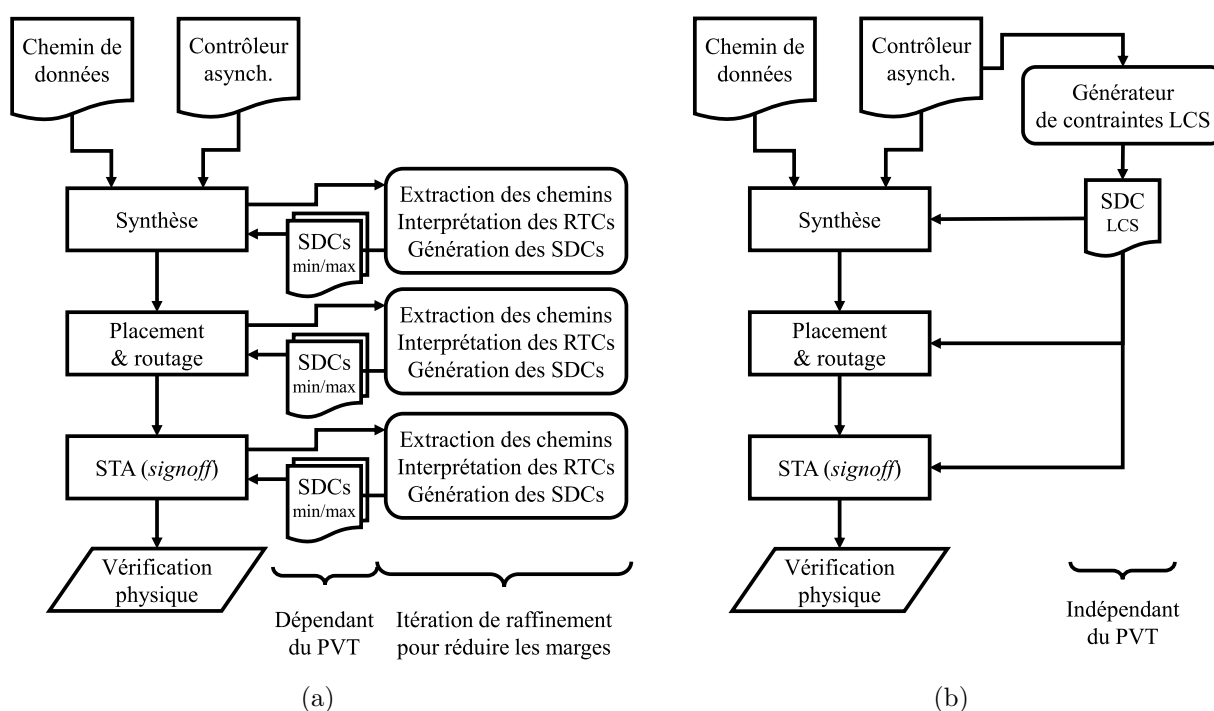 Chemin de
données
Contrôleur
asynch.
Synthèse
SDCs
min/max
Extraction des chemins
Interprétation des RTCs
Génération des SDCs
Placement
& routage
SDCs
min/max
Extraction des chemins
Interprétation des RTCs
Génération des SDCs
STA (signoff)
SDCs
min/max
Extraction des chemins
Interprétation des RTCs
Génération des SDCs
Vérification
physique
Dépendant
du PVT
Itération de raffinement
pour réduire les marges
(a)
Chemin de
données
Contrôleur
asynch.
Générateur
de contraintes LCS
Synthèse
SDC
LCS
Placement
& routage
STA (signoff)
Vérification
physique
Indépendant
du PVT
(b)